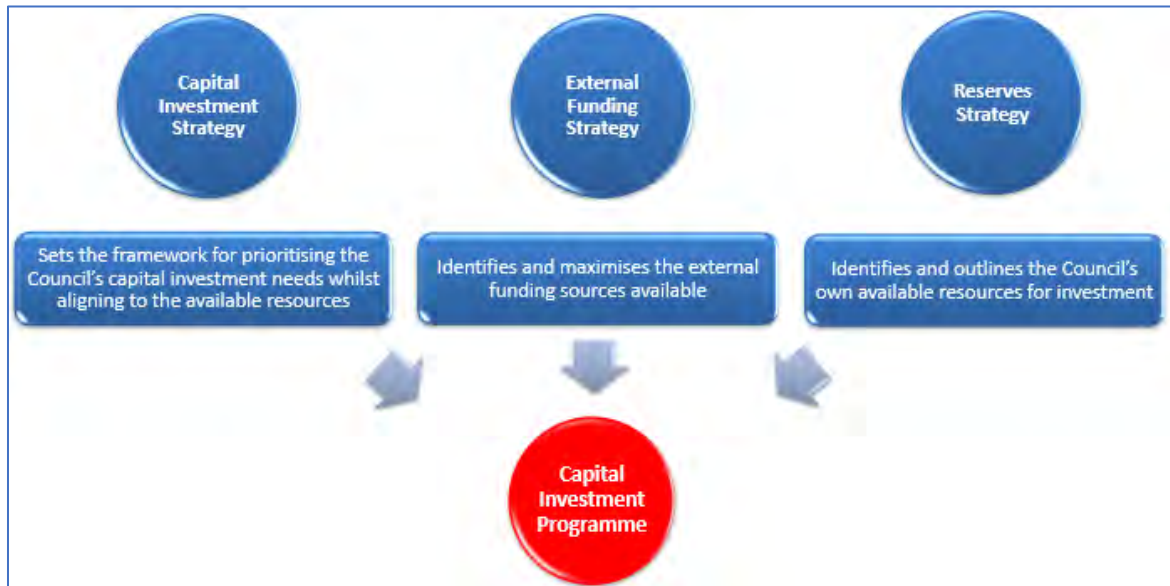 Capital
Investment
Strategy
External
Funding
Strategy
Reserves
Strategy
Sets the framework for prioritising the
Council's capital investment needs whilst
aligning to the available resources
Identifies and maximises the external
funding sources available
Identifies and outlines the Council's
own available resources for investment
Capital
Investment
Programme